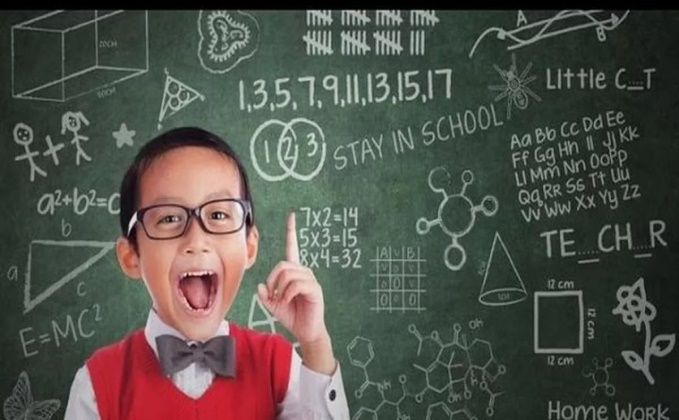 20CM
50CM
A
B
1,3,5,7,9,11,13,15,17
Little C_T
1 2 3
STAY IN SCHOOL
Aa Bb Cc Dd Ee
Ff Gg Hh Ii Jj Kk
Ll Mm Nn Oo Pp
Qq Rr Ss Tt Uu
Vv Ww Xx Yy Zz
a²+b²=c
b
a
c
7x2=14
5x3=15
8x4=32
TE__CH_R
A V B
E=MC²
12 cm
12 cm
12 cm
Home Work